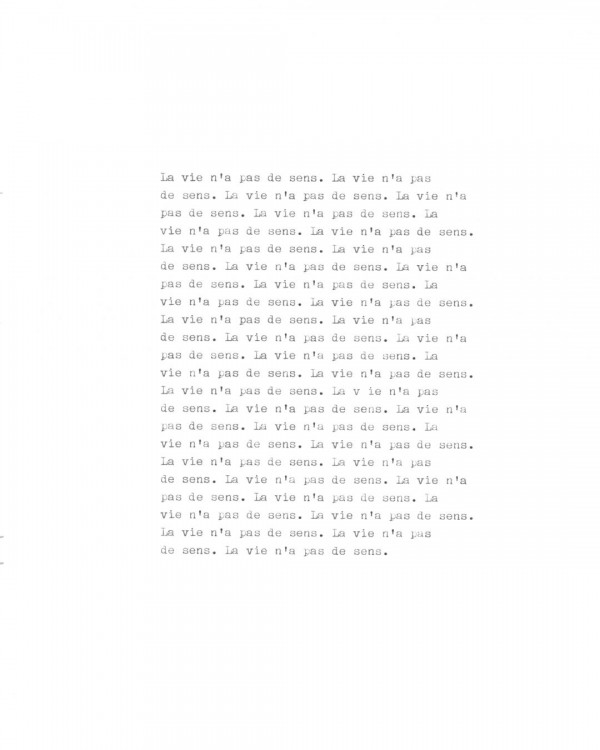 La vie n'a pas de sens. La vie n'a pas
de sens. La vie n'a pas de sens. La vie n'a
pas de sens. La vie n'a pas de sens. La
vie n'a pas de sens. La vie n'a pas de sens.
La vie n'a pas de sens. La vie n'a pas
de sens. La vie n'a pas de sens. La vie n'a
pas de sens. La vie n'a pas de sens. La
vie n'a pas de sens. La vie n'a pas de sens.
La vie n'a pas de sens. La vie n'a pas
de sens. La vie n'a pas de sens. La vie n'a
pas de sens. La vie n'a pas de sens. La
vie n'a pas de sens. La vie n'a pas de sens.
La vie n'a pas de sens. La v ie n'a pas
de sens. La vie n'a pas de sens. La vie n'a
pas de sens. La vie n'a pas de sens. La
vie n'a pas de sens. La vie n'a pas de sens.
La vie n'a pas de sens. La vie n'a pas
de sens. La vie n'a pas de sens. La vie n'a
pas de sens. La vie n'a pas de sens. La
vie n'a pas de sens. La vie n'a pas de sens.
La vie n'a pas de sens. La vie n'a pas
de sens. La vie n'a pas de sens.